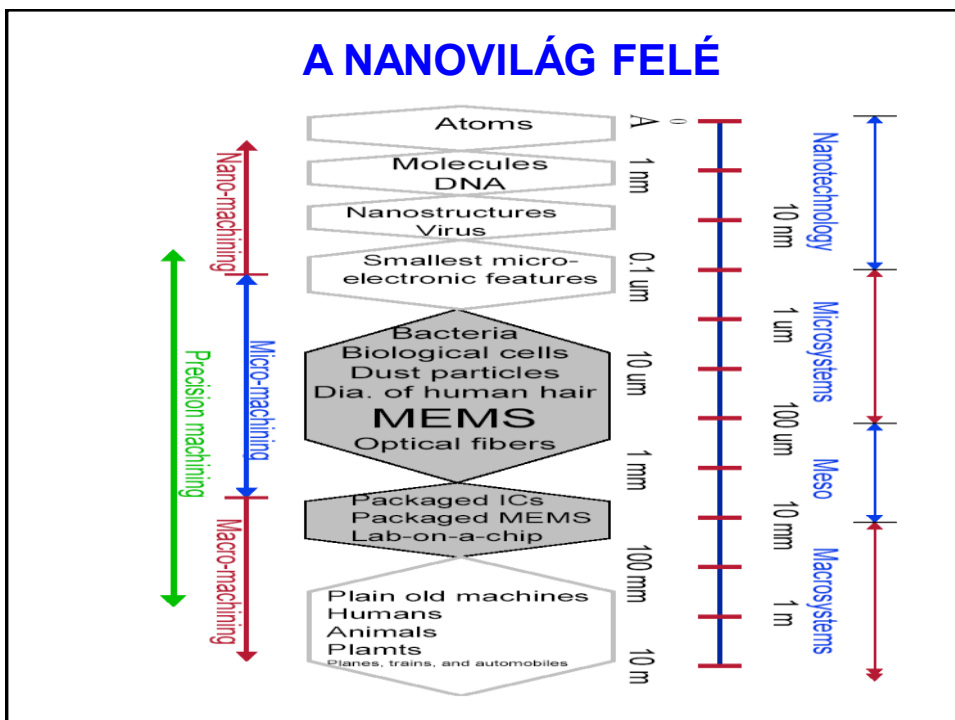 A NANOVILÁG FELÉ
Atoms
Molecules
DNA
Nanostructures
Virus
Smallest micro-
electronic features
Bacteria
Biological cells
Dust particles
Dia. of human hair
MEMS
Optical fibers
Packaged ICs
Packaged MEMS
Lab-on-a-chip
Plain old machines
Humans
Animals
Plamts
Planes, trains, and automobiles
Nano-machining
Micro-machining
Macro-machining
Precision machining
A o
1 nm
10 nm
0.1 um
1 um
10 um
100 um
1 mm
10 mm
100 mm
1 m
10 m
Nanotechnology
Microsystems
Meso
Macrosystems